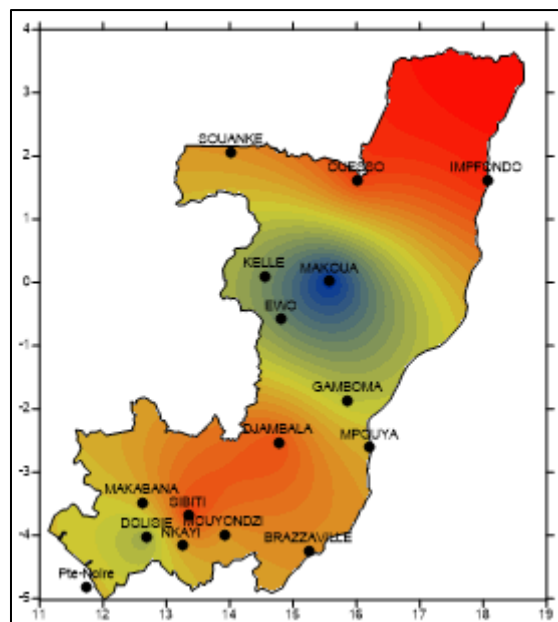 4
3
2
1
0
-1
-2
-3
-4
-5
SOUANKE
OUESSO
IMPFONDO
KELLE
MAKOUA
EWO
GAMBOMA
DJAMBALA
MPOUYA
MAKABANA
SIBITI
DOLISIE
MOUYONDZI
NKAYI
BRAZZAVILLE
Pte-Noire
11 12 13 14 15 16 17 18 19